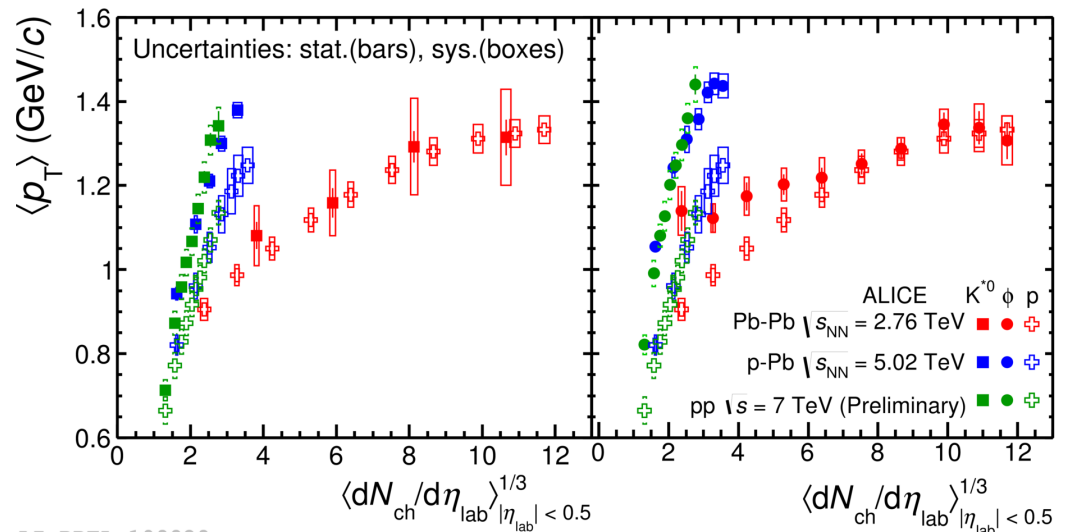 Uncertainties: stat.(bars), sys.(boxes)
⟨p_T⟩ (GeV/c)
1.6
1.4
1.2
1
0.8
0.6
0 2 4 6 8 10 12
⟨dN_ch/dη_lab⟩^1/3_|η_lab| < 0.5
ALICE K*0 ϕ p
Pb-Pb √s_NN = 2.76 TeV
p-Pb √s_NN = 5.02 TeV
pp √s = 7 TeV (Preliminary)
0 2 4 6 8 10 12
⟨dN_ch/dη_lab⟩^1/3_|η_lab| < 0.5